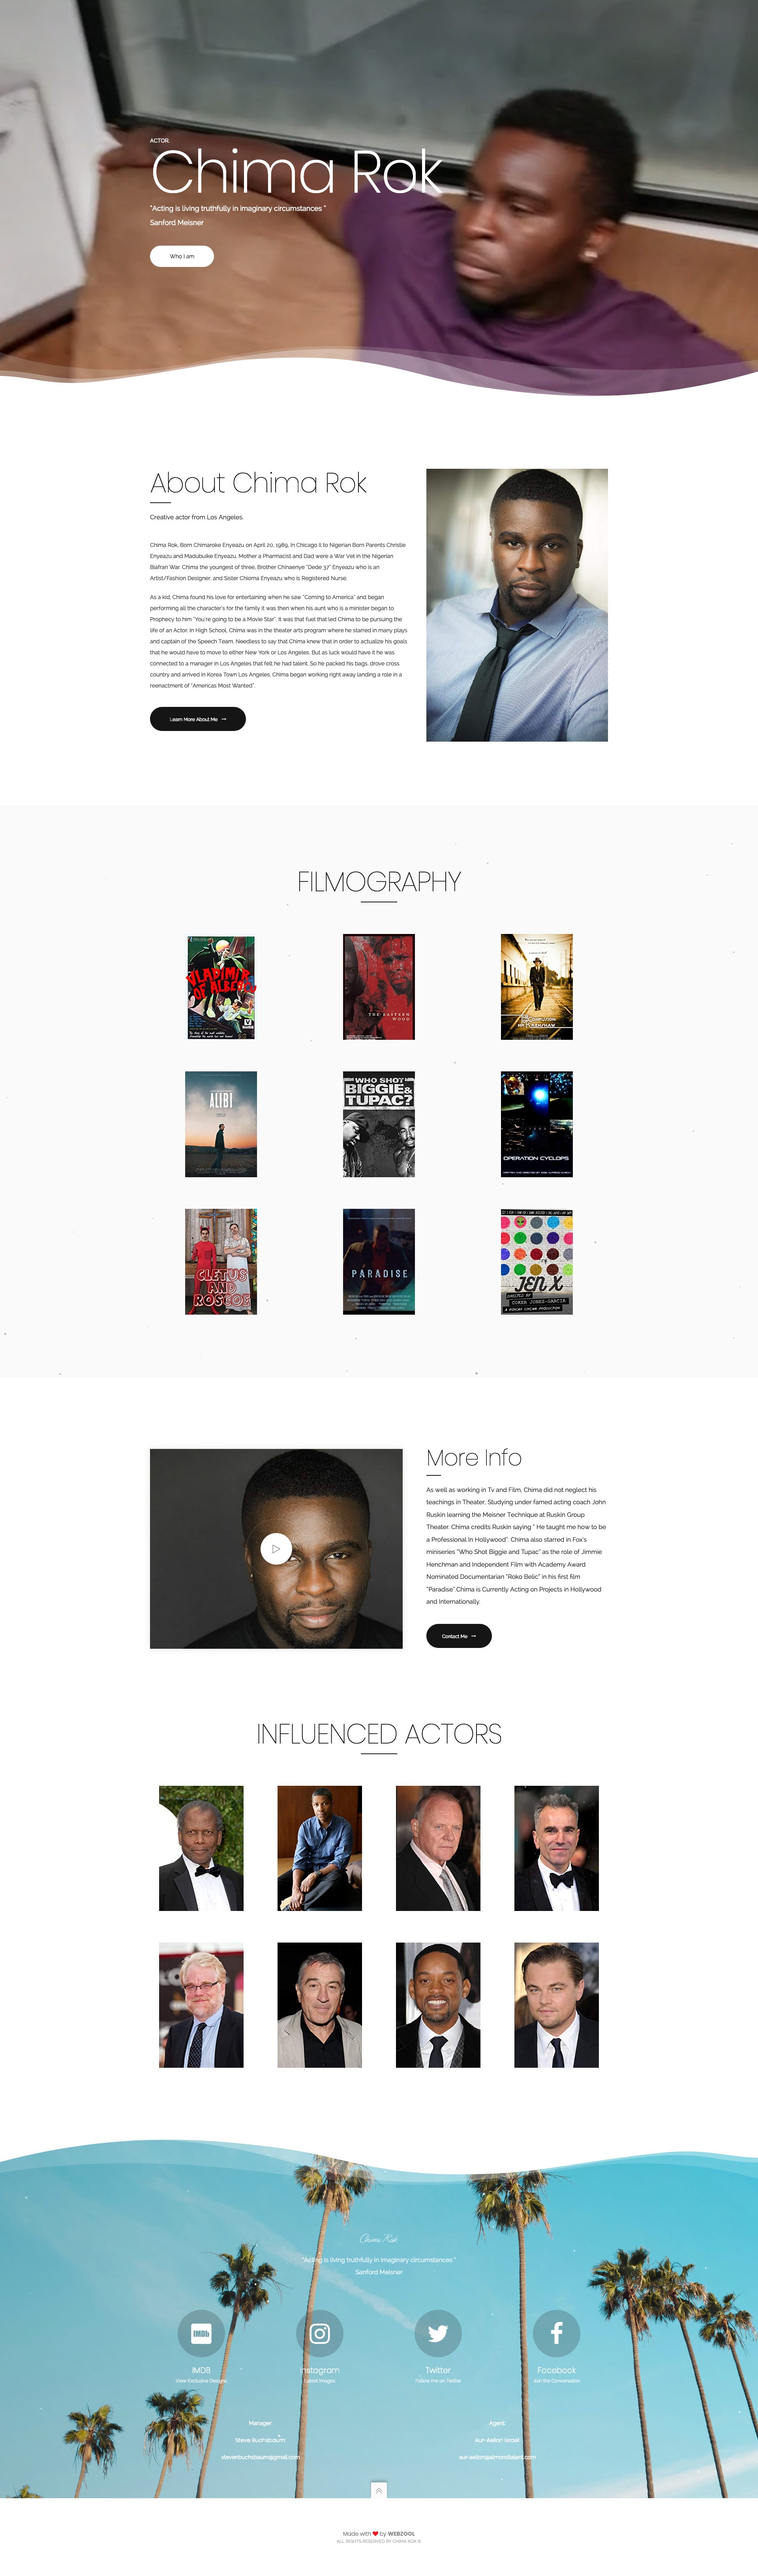 ACTOR.
Chima Rok
"Acting is living truthfully in imaginary circumstances "
Sanford Meisner
Who I am
About Chima Rok
Creative actor from Los Angeles.
Chima Rok, Born Chimaroke Enyeazu on April 20, 1989, in Chicago Il to Nigerian Born Parents Christie
Enyeazu and Madubuike Enyeazu. Mother a Pharmacist and Dad were a War Vet in the Nigerian
Biafran War. Chima the youngest of three, Brother Chinaenye "Dede 37" Enyeazu who is an
Artist/Fashion Designer, and Sister Chioma Enyeazu who is Registered Nurse.
As a kid, Chima found his love for entertaining when he saw "Coming to America" and began
performing all the character's for the family it was then when his aunt who is a minister began to
Prophecy to him "You're going to be a Movie Star". It was that fuel that led Chima to be pursuing the
life of an Actor. In High School, Chima was in the theater arts program where he starred in many plays
and captain of the Speech Team. Needless to say that Chima knew that in order to actualize his goals
that he would have to move to either New York or Los Angeles. But as luck would have it he was
connected to a manager in Los Angeles that felt he had talent. So he packed his bags, drove cross
country and arrived in Korea Town Los Angeles, Chima began working right away landing a role in a
reenactment of "Americas Most Wanted".
Learn More About Me →
FILMOGRAPHY
VLADIMIR
OF ALBERTA
THE EASTERN
WOOD
ALIBI
WHO SHOT
BIGGIE &
TUPAC?
OPERATION CYCLOPS
CLETUS
AND
ROSCOE
PARADISE
JEN X
DIRECTED BY
COKER JONES-GARCIA
More Info
As well as working in Tv and Film, Chima did not neglect his
teachings in Theater, Studying under famed acting coach John
Ruskin learning the Meisner Technique at Ruskin Group
Theater. Chima credits Ruskin saying " He taught me how to be
a Professional In Hollywood". Chima also starred in Fox's
miniseries "Who Shot Biggie and Tupac" as the role of Jimmie
Henchman and Independent Film with Academy Award
Nominated Documentarian "Roko Belic" in his first film
"Paradise".Chima is Currently Acting on Projects in Hollywood
and Internationally.
Contact Me →
INFLUENCED ACTORS
Chima Rok
"Acting is living truthfully in imaginary circumstances "
Sanford Meisner
IMDb
IMDB
Instagram
Twitter
Facebook
View Exclusive Designs
Latest Images
Follow me on Twitter
Join the Conversation
Manager
Agent:
Steve Buchsbaum
Aur-Aelion Israel
stevenbuchsbaum@gmail.com
aur-aelion@almondtalent.com
Made with ❤ by WEBZOOL
ALL RIGHTS RESERVED BY CHIMA ROK ©